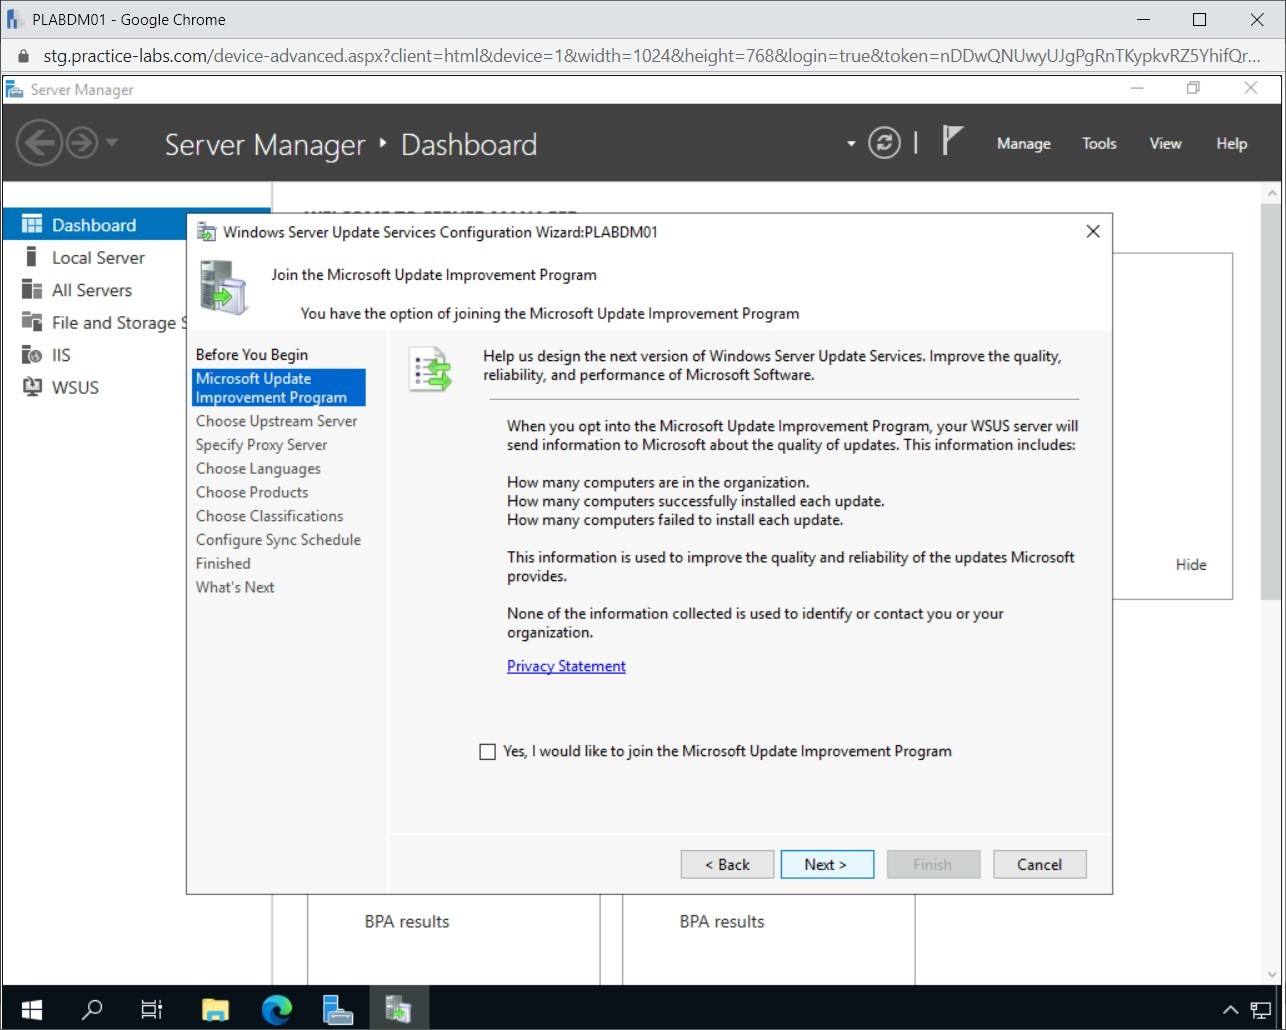 PLABDM01 - Google Chrome
stg.practice-labs.com/device-advanced.aspx?client=html&device=1&width=1024&height=768&login=true&token=nDDwQNUwyUJgPgRnTKypkvRZ5YhifQr...
Server Manager
Server Manager Dashboard
Manage Tools View Help
Dashboard
Local Server
All Servers
File and Storage S
IIS
WSUS
WELCOME TO SERVER MANAGER
Windows Server Update Services Configuration Wizard:PLABDM01
Join the Microsoft Update Improvement Program
You have the option of joining the Microsoft Update Improvement Program
Before You Begin
Microsoft Update
Improvement Program
Choose Upstream Server
Specify Proxy Server
Choose Languages
Choose Products
Choose Classifications
Configure Sync Schedule
Finished
What's Next
Help us design the next version of Windows Server Update Services. Improve the quality,
reliability, and performance of Microsoft Software.
When you opt into the Microsoft Update Improvement Program, your WSUS server will
send information to Microsoft about the quality of updates. This information includes:
How many computers are in the organization.
How many computers successfully installed each update.
How many computers failed to install each update.
This information is used to improve the quality and reliability of the updates Microsoft
provides.
None of the information collected is used to identify or contact you or your
organization.
Privacy Statement
Yes, I would like to join the Microsoft Update Improvement Program
< Back Next > Finish Cancel
Hide
BPA results BPA results